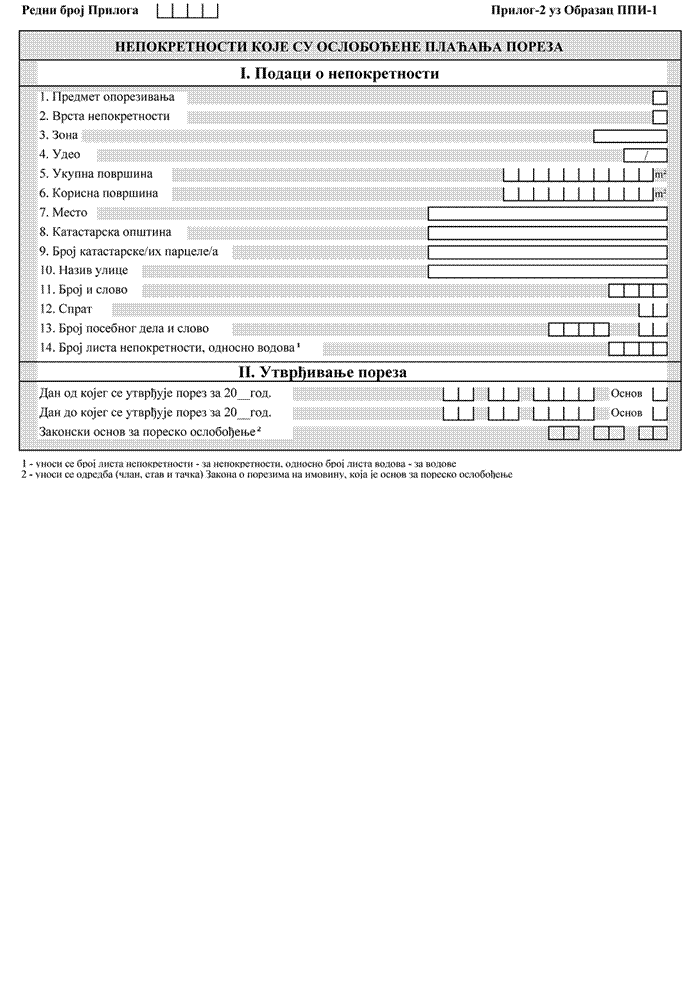 Редни број Прилога
Прилог-2 уз Образац ППИ-1
НЕПОКРЕТНОСТИ КОЈЕ СУ ОСЛОБОЂЕНЕ ПЛАЋАЊА ПОРЕЗА
I. Подаци о непокретности
1. Предмет опорезивања
2. Врста непокретности
3. Зона
4. Удео /
5. Укупна површина m²
6. Корисна површина m²
7. Место
8. Катастарска општина
9. Број катастарске/их парцеле/а
10. Назив улице
11. Број и слово
12. Спрат
13. Број посебног дела и слово
14. Број листа непокретности, односно водова¹
II. Утврђивање пореза
Дан од којег се утврђује порез за 20__год. Основ
Дан до којег се утврђује порез за 20__год. Основ
Законски основ за пореско ослобођење²
1 - уноси се број листа непокретности - за непокретности, односно број листа водова - за водове
2 - уноси се одредба (члан, став и тачка) Закона о порезима на имовину, која је основ за пореско ослобођење